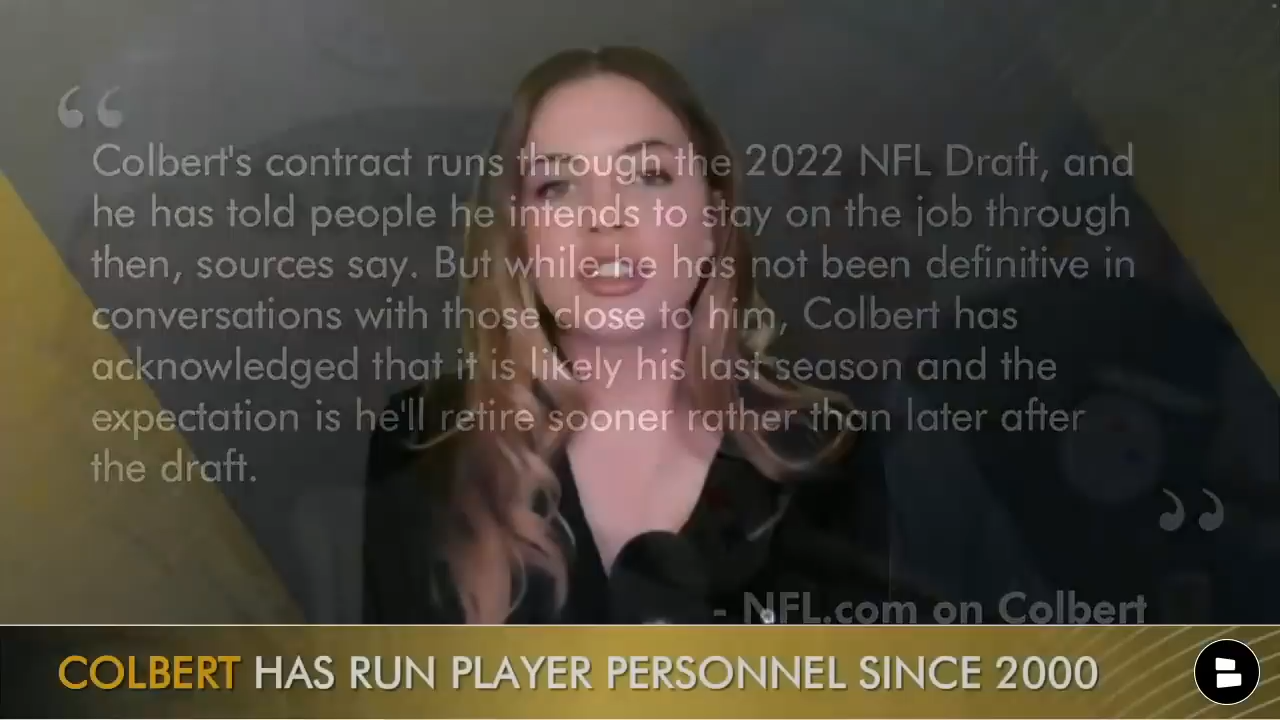 “
Colbert's contract runs through the 2022 NFL Draft, and
he has told people he intends to stay on the job through
then, sources say. But while he has not been definitive in
conversations with those close to him, Colbert has
acknowledged that it is likely his last season and the
expectation is he'll retire sooner rather than later after
the draft.
”
- NFL.com on Colbert
COLBERT HAS RUN PLAYER PERSONNEL SINCE 2000